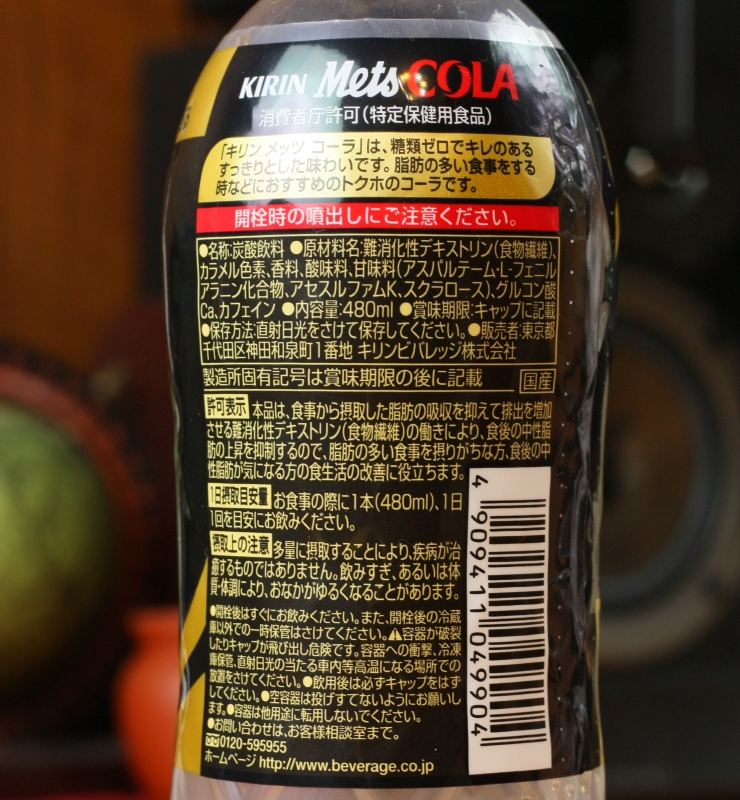 KIRIN Mets COLA
消費者庁許可(特定保健用食品)
「キリン メッツ コーラ」は、糖類ゼロでキレのある
すっきりとした味わいです。脂肪の多い食事をする
時などにおすすめのトクホのコーラです。
開栓時の噴出しにご注意ください。
●名称:炭酸飲料 ●原材料名:難消化性デキストリン(食物繊維)、
カラメル色素、香料、酸味料、甘味料(アスパルテーム・L-フェニル
アラニン化合物、アセスルファムK、スクラロース)、グルコン酸
Ca、カフェイン ●内容量:480ml ●賞味期限:キャップに記載
●保存方法:直射日光をさけて保存してください。●販売者:東京都
千代田区神田和泉町1番地 キリンビバレッジ株式会社
製造所固有記号は賞味期限の後に記載 国産
許可表示 本品は、食事から摂取した脂肪の吸収を抑えて排出を増加
させる難消化性デキストリン(食物繊維)の働きにより、食後の中性脂
肪の上昇を抑制するので、脂肪の多い食事を摂りがちな方、食後の中
性脂肪が気になる方の食生活の改善に役立ちます。
1日摂取目安量 お食事の際に1本(480ml)、1日
1回を目安にお飲みください。
摂取上の注意 多量に摂取することにより、疾病が治
癒するものではありません。飲みすぎ、あるいは体
質・体調により、おなかがゆるくなることがあります。
●開栓後はすぐにお飲みください。また、開栓後の冷蔵
庫以外での一時保管はさけてください。⚠容器が破裂
したりキャップが飛び出し危険です。容器への衝撃、冷凍
庫保管、直射日光の当たる車内等高温になる場所での
放置をさけてください。●飲用後は必ずキャップをはず
してください。●空容器は投げすてないようにお願いし
ます。●容器は他用途に転用しないでください。
●お問い合わせは、お客様相談室まで。
0120-595955
ホームページ http://www.beverage.co.jp
4 909411 049904